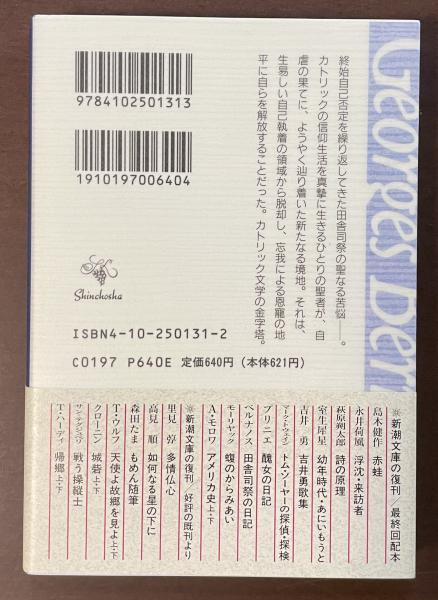 9784102501313
1910197006404
Shinchosha
ISBN4-10-250131-2
C0197 P640E 定価640円(本体621円)
終始自己否定を繰り返してきた田舎司祭の聖なる苦悩――。
カトリックの信仰生活を真摯に生きるひとりの聖者が、自
虐の果てに、ようやく辿り着いた新たなる境地。それは、
生易しい自己執着の領域から脱却し、忘我による恩寵の地
平に自らを解放することだった。カトリック文学の金字塔。
Georges Bern
※新潮文庫の復刊/最終回配本
島木健作 赤蛙
永井荷風 浮沈・来訪者
萩原朔太郎 詩の原理
室生犀星 幼年時代・あにいもうと
吉井勇 吉井勇歌集
マーク・トウェイン トム・ソーヤーの探偵・探検
プリニエ 醜女の日記
ベルナノス 田舎司祭の日記
モーリヤック 蝮のからみあい
A・モロワ アメリカ史 上・下
※新潮文庫の復刊/好評の既刊より
里見弴 多情仏心
高見順 如何なる星の下に
森田たま もめん随筆
T・ウルフ 天使よ故郷を見よ 上・下
クローニン 城砦 上・下
サン=テグジュペリ 戦う操縦士
T・ハーディ 帰郷 上・下